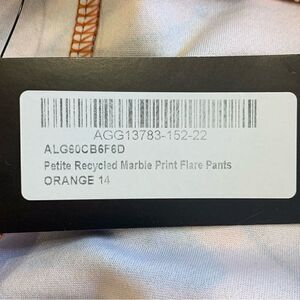 AGG13783-152-22
ALG60CB6F6D
Petite Recycled Marble Print Flare Pants
ORANGE 14